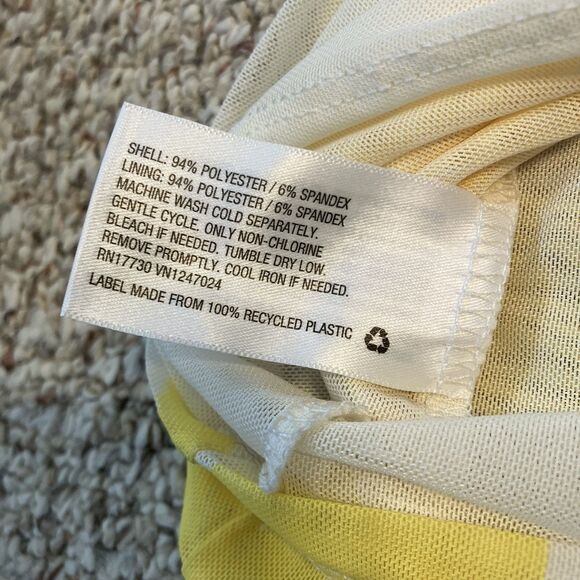 SHELL: 94% POLYESTER / 6% SPANDEX
LINING: 94% POLYESTER / 6% SPANDEX
MACHINE WASH COLD SEPARATELY.
GENTLE CYCLE. ONLY NON-CHLORINE
BLEACH IF NEEDED. TUMBLE DRY LOW.
REMOVE PROMPTLY. COOL IRON IF NEEDED.
RN17730 VN1247024
LABEL MADE FROM 100% RECYCLED PLASTIC